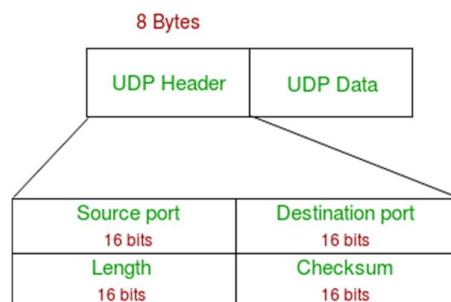 8 Bytes
UDP Header UDP Data
Source port Destination port
16 bits 16 bits
Length Checksum
16 bits 16 bits